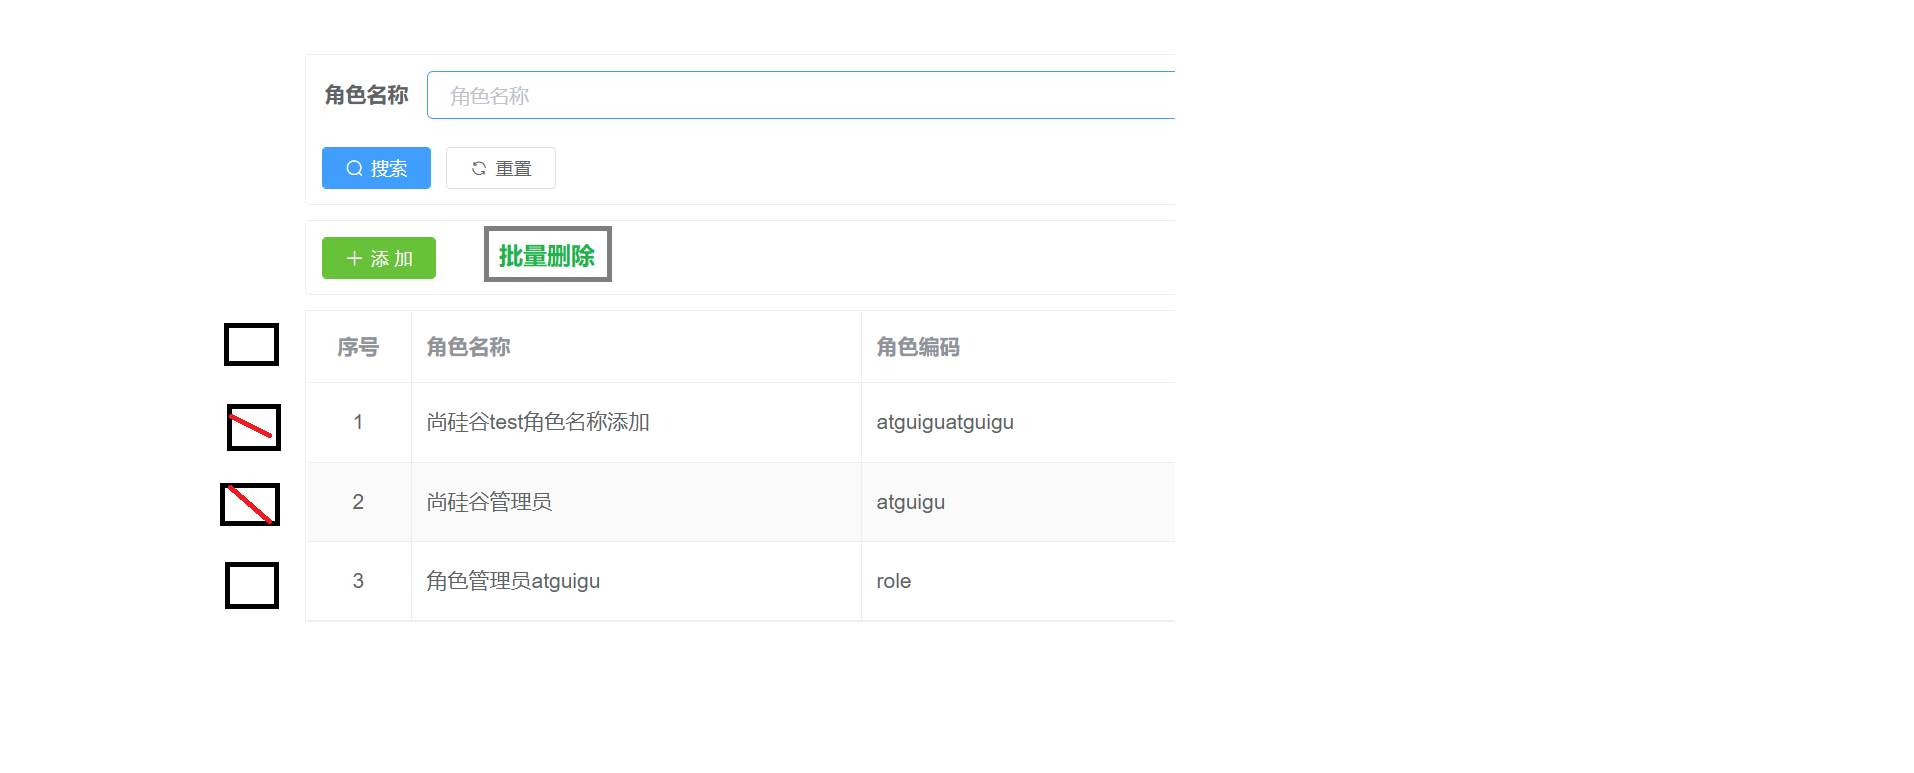 角色名称 角色名称
搜索 重置
添加 批量删除
序号 角色名称 角色编码
1 尚硅谷test角色名称添加 atguiguatguigu
2 尚硅谷管理员 atguigu
3 角色管理员atguigu role